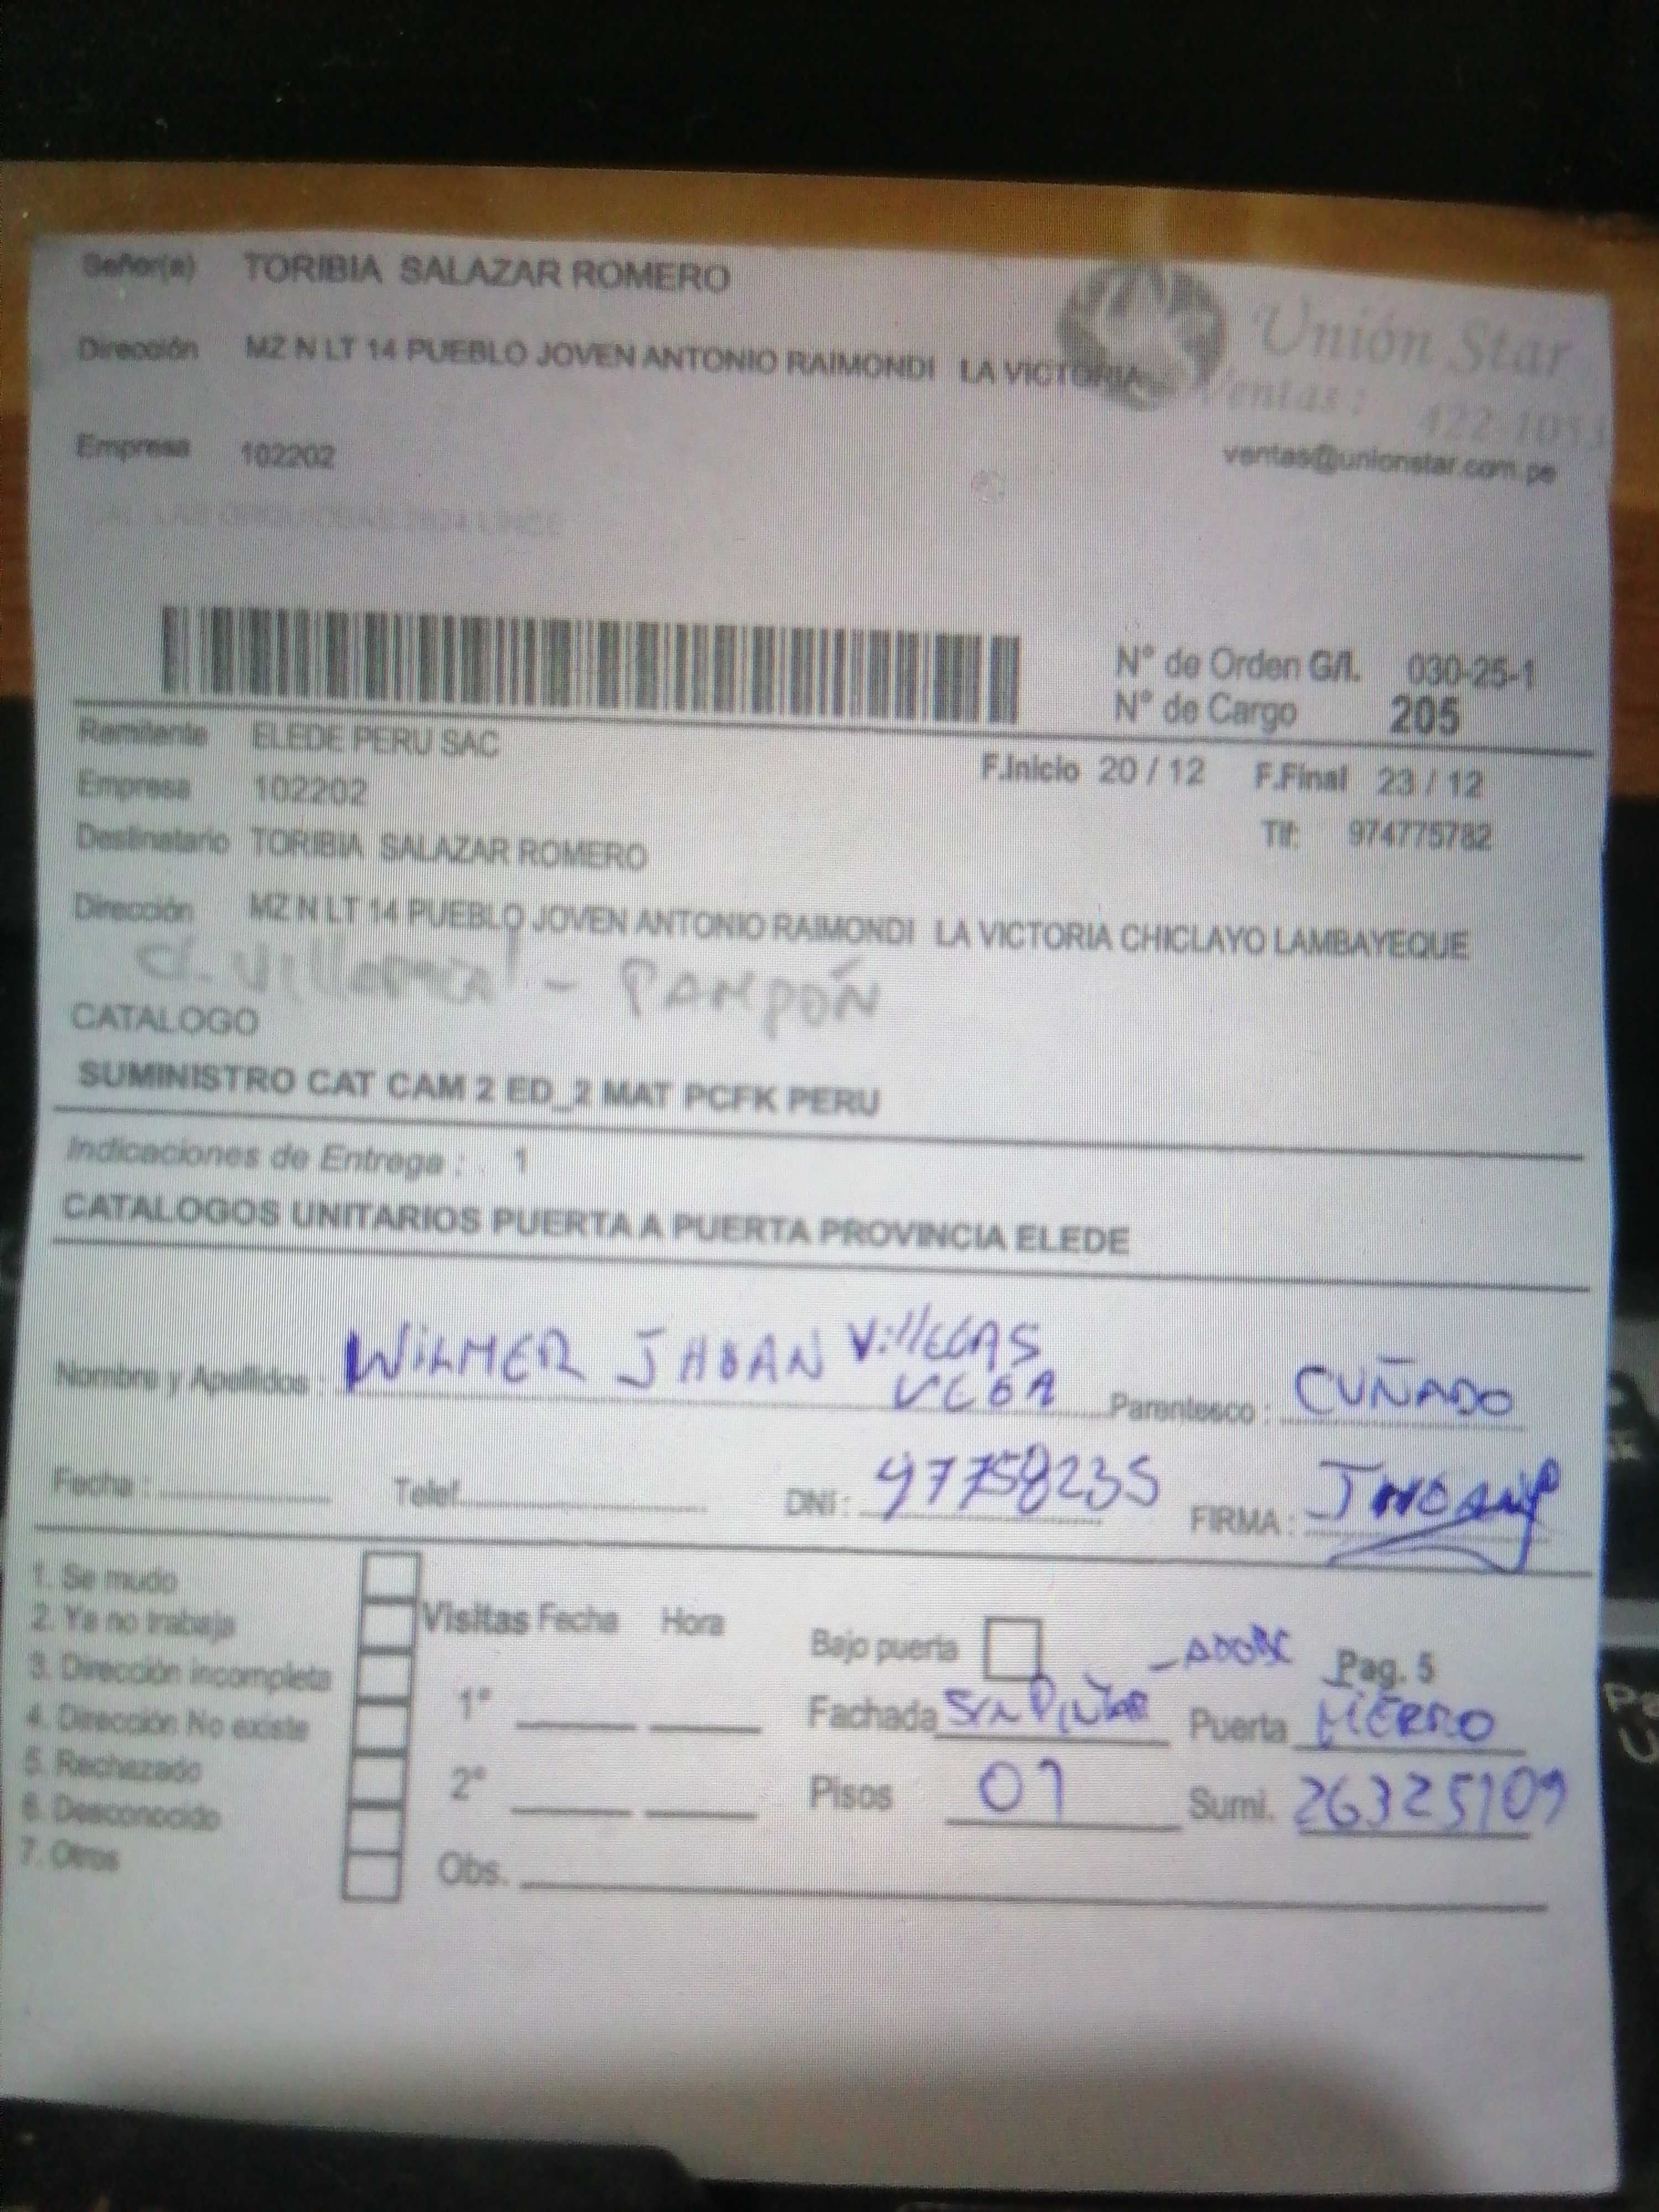 Señor(a) TORIBIA SALAZAR ROMERO
Dirección MZ N LT 14 PUEBLO JOVEN ANTONIO RAIMONDI LA VICTORIA
Unión Star
Ventas: 422-1053
ventas@unionstar.com.pe
Empresa 102202
N° de Orden G/I. 030-25-1
N° de Cargo 205
Remitente ELEDE PERU SAC
F.Inicio 20 / 12 F.Final 23 / 12
Empresa 102202
Tlf: 974775782
Destinatario TORIBIA SALAZAR ROMERO
Dirección MZ N LT 14 PUEBLO JOVEN ANTONIO RAIMONDI LA VICTORIA CHICLAYO LAMBAYEQUE
PAMPÓN
CATALOGO
SUMINISTRO CAT CAM 2 ED_2 MAT PCFK PERU
Indicaciones de Entrega : 1
CATALOGOS UNITARIOS PUERTA A PUERTA PROVINCIA ELEDE
Nombre y Apellidos : WILMER JHOAN VillEGAS
VEGA Parentesco : CUÑADO
Fecha : Telef. DNI : 47758235 FIRMA :
1. Se mudo
2. Ya no trabaja
3. Dirección incompleta
4. Dirección No existe
5. Rechazado
6. Desconocido
7. Otros
Visitas Fecha Hora
1°
2°
Obs.
Bajo puerta
_ADOBE Pag. 5
Fachada Sin Pintar Puerta HIERRO
Pisos 01 Sumi. 26325109